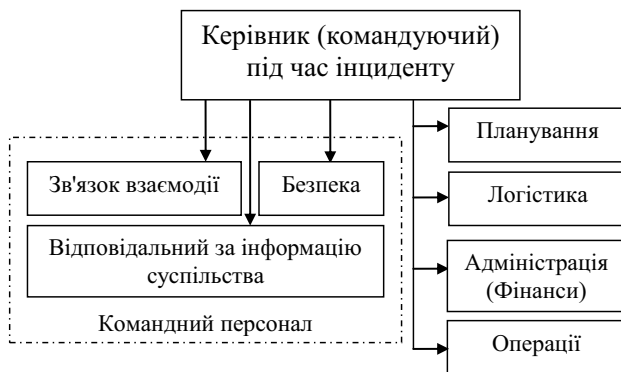 Керівник (командуючий)
під час інциденту
Зв'язок взаємодії
Безпека
Відповідальний за інформацію
суспільства
Командний персонал
Планування
Логістика
Адміністрація
(Фінанси)
Операції